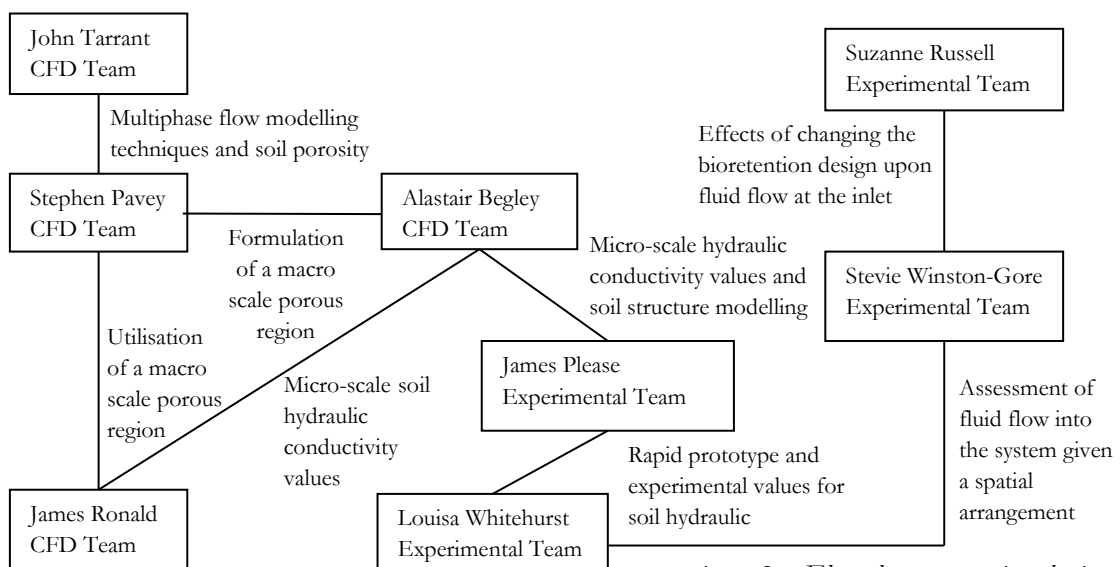 John Tarrant
CFD Team
Suzanne Russell
Experimental Team
Multiphase flow modelling
techniques and soil porosity
Effects of changing the
bioretention design upon
fluid flow at the inlet
Stephen Pavey
CFD Team
Alastair Begley
CFD Team
Formulation
of a macro
scale porous
region
Micro-scale hydraulic
conductivity values and
soil structure modelling
Stevie Winston-Gore
Experimental Team
Utilisation
of a macro
scale porous
region
Micro-scale soil
hydraulic
conductivity
values
James Please
Experimental Team
Assessment of
fluid flow into
the system given
a spatial
arrangement
Rapid prototype and
experimental values for
soil hydraulic
James Ronald
CFD Team
Louisa Whitehurst
Experimental Team